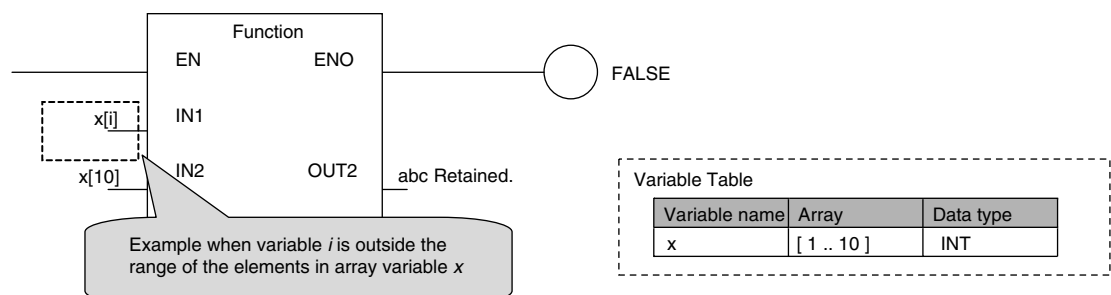 Function
EN ENO
FALSE
x[i] IN1
x[10] IN2 OUT2 abc Retained.
Example when variable i is outside the
range of the elements in array variable x
Variable Table
Variable name Array Data type
x [ 1 .. 10 ] INT